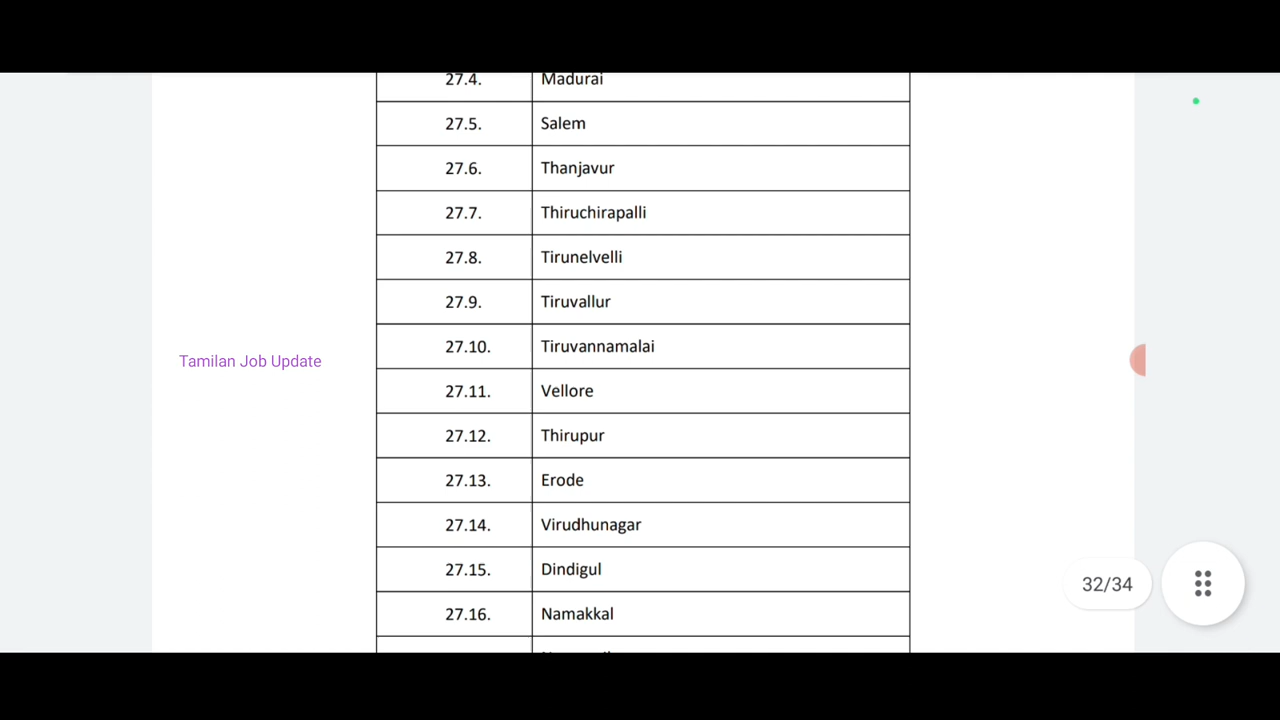 27.4. Madurai
27.5. Salem
27.6. Thanjavur
27.7. Thiruchirapalli
27.8. Tirunelvelli
27.9. Tiruvallur
27.10. Tiruvannamalai
Tamilan Job Update
27.11. Vellore
27.12. Thirupur
27.13. Erode
27.14. Virudhunagar
27.15. Dindigul
32/34
27.16. Namakkal